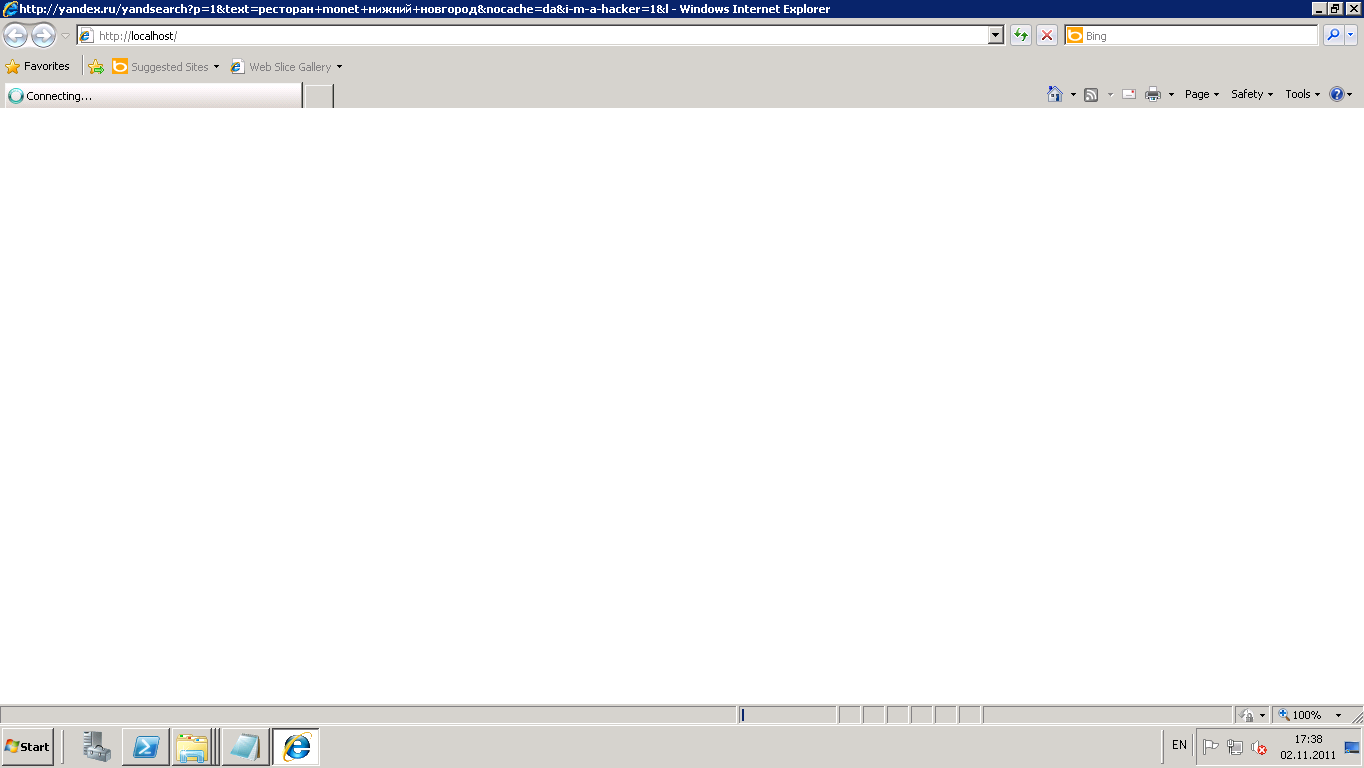 http://yandex.ru/yandsearch?p=1&text=ресторан+monet+нижний+новгород&nocache=da&i-m-a-hacker=1&l - Windows Internet Explorer
http://localhost/
Bing
Favorites
Suggested Sites
Web Slice Gallery
Connecting...
Page
Safety
Tools
100%
Start
EN
17:38
02.11.2011